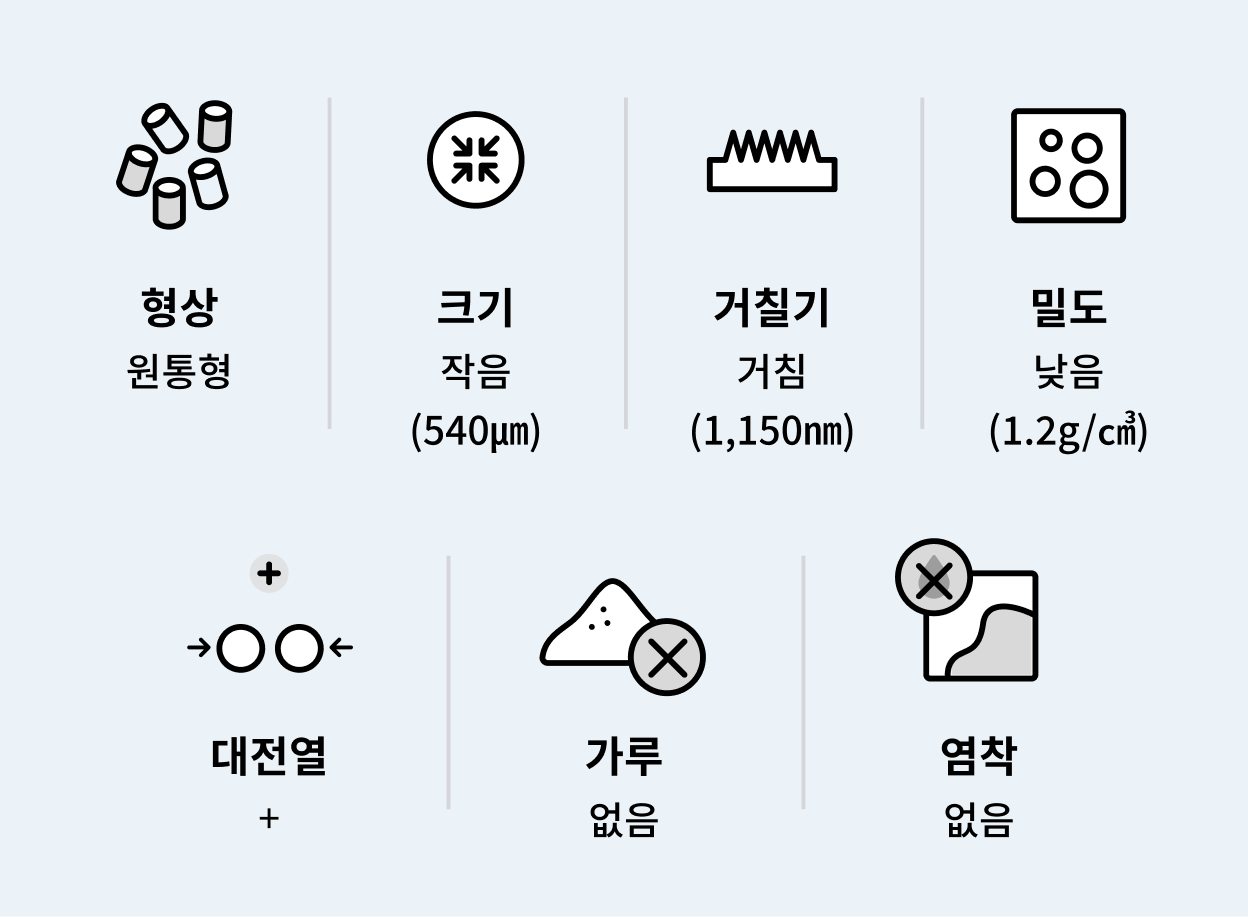 형상
원통형
크기
작음
(540μm)
거칠기
거침
(1,150nm)
밀도
낮음
(1.2g/c㎥)
대전열
+
가루
없음
염착
없음